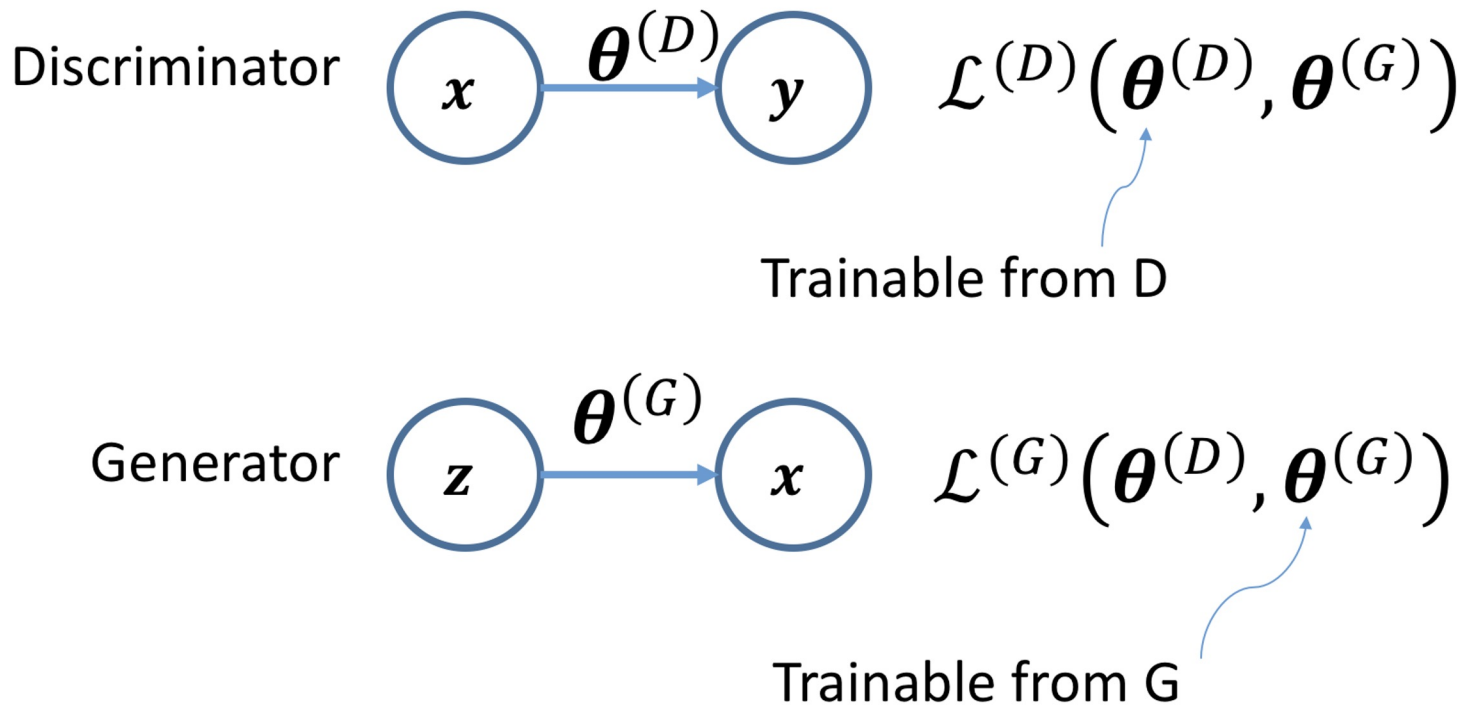 Discriminator x θ^(D) y ℒ^(D)(θ^(D), θ^(G))
Trainable from D
Generator z θ^(G) x ℒ^(G)(θ^(D), θ^(G))
Trainable from G